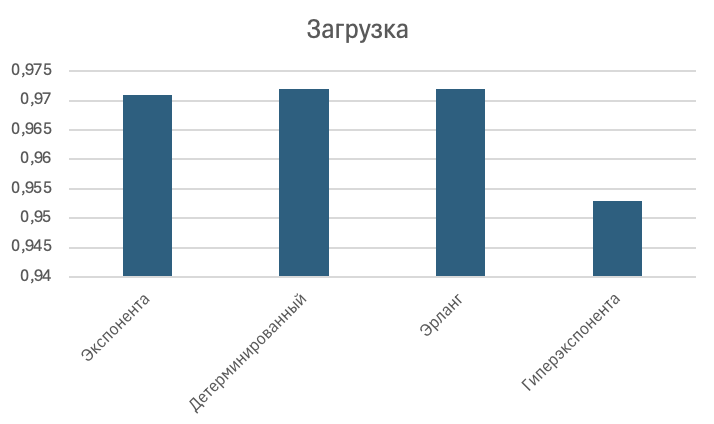 Загрузка
0,975
0,97
0,965
0,96
0,955
0,95
0,945
0,94
Экспонента
Детерминированный
Эрланг
Гиперэкспонента